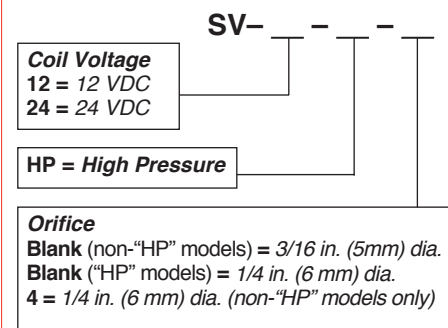 SV– __ – __ – __
Coil Voltage
12 = 12 VDC
24 = 24 VDC
HP = High Pressure
Orifice
Blank (non-“HP” models) = 3/16 in. (5mm) dia.
Blank (“HP” models) = 1/4 in. (6 mm) dia.
4 = 1/4 in. (6 mm) dia. (non-“HP” models only)